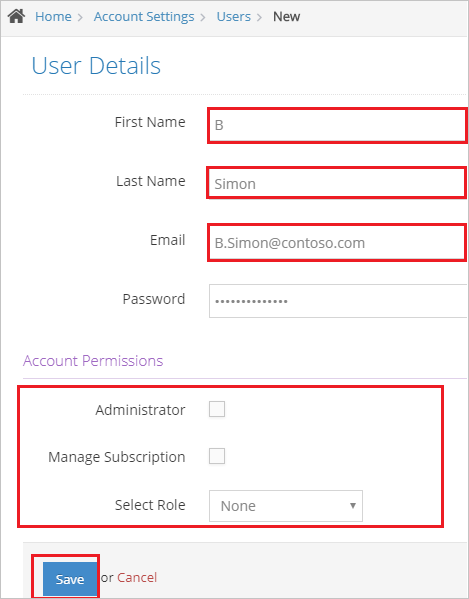 Home > Account Settings > Users > New
User Details
First Name B
Last Name Simon
Email B.Simon@contoso.com
Password ••••••••••••••
Account Permissions
Administrator
Manage Subscription
Select Role None
Save or Cancel